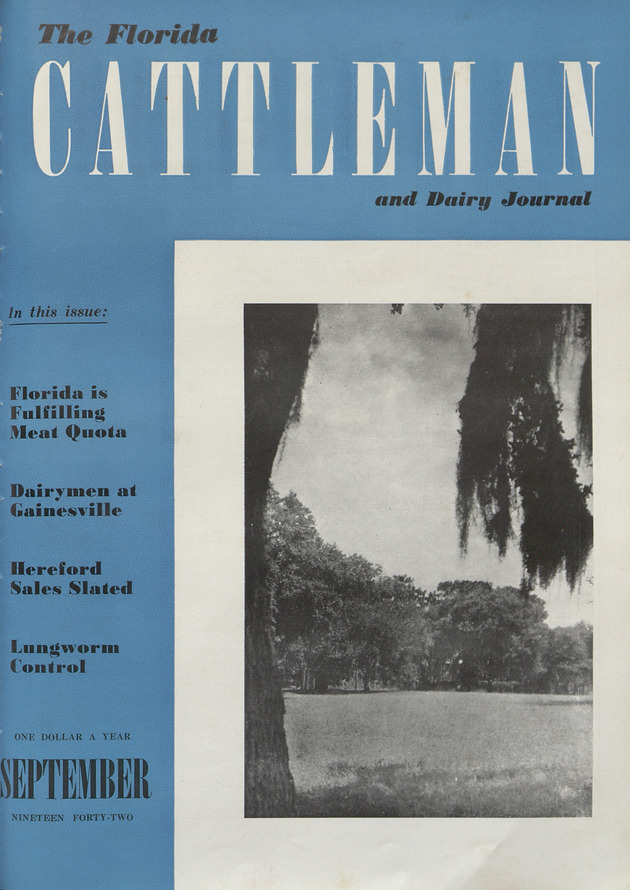 The Florida
CATTLEMAN
and Dairy Journal
In this issue:
Florida is
Fulfilling
Meat Quota
Dairymen at
Gainesville
Hereford
Sales Slated
Lungworm
Control
ONE DOLLAR A YEAR
SEPTEMBER
NINETEEN FORTY-TWO